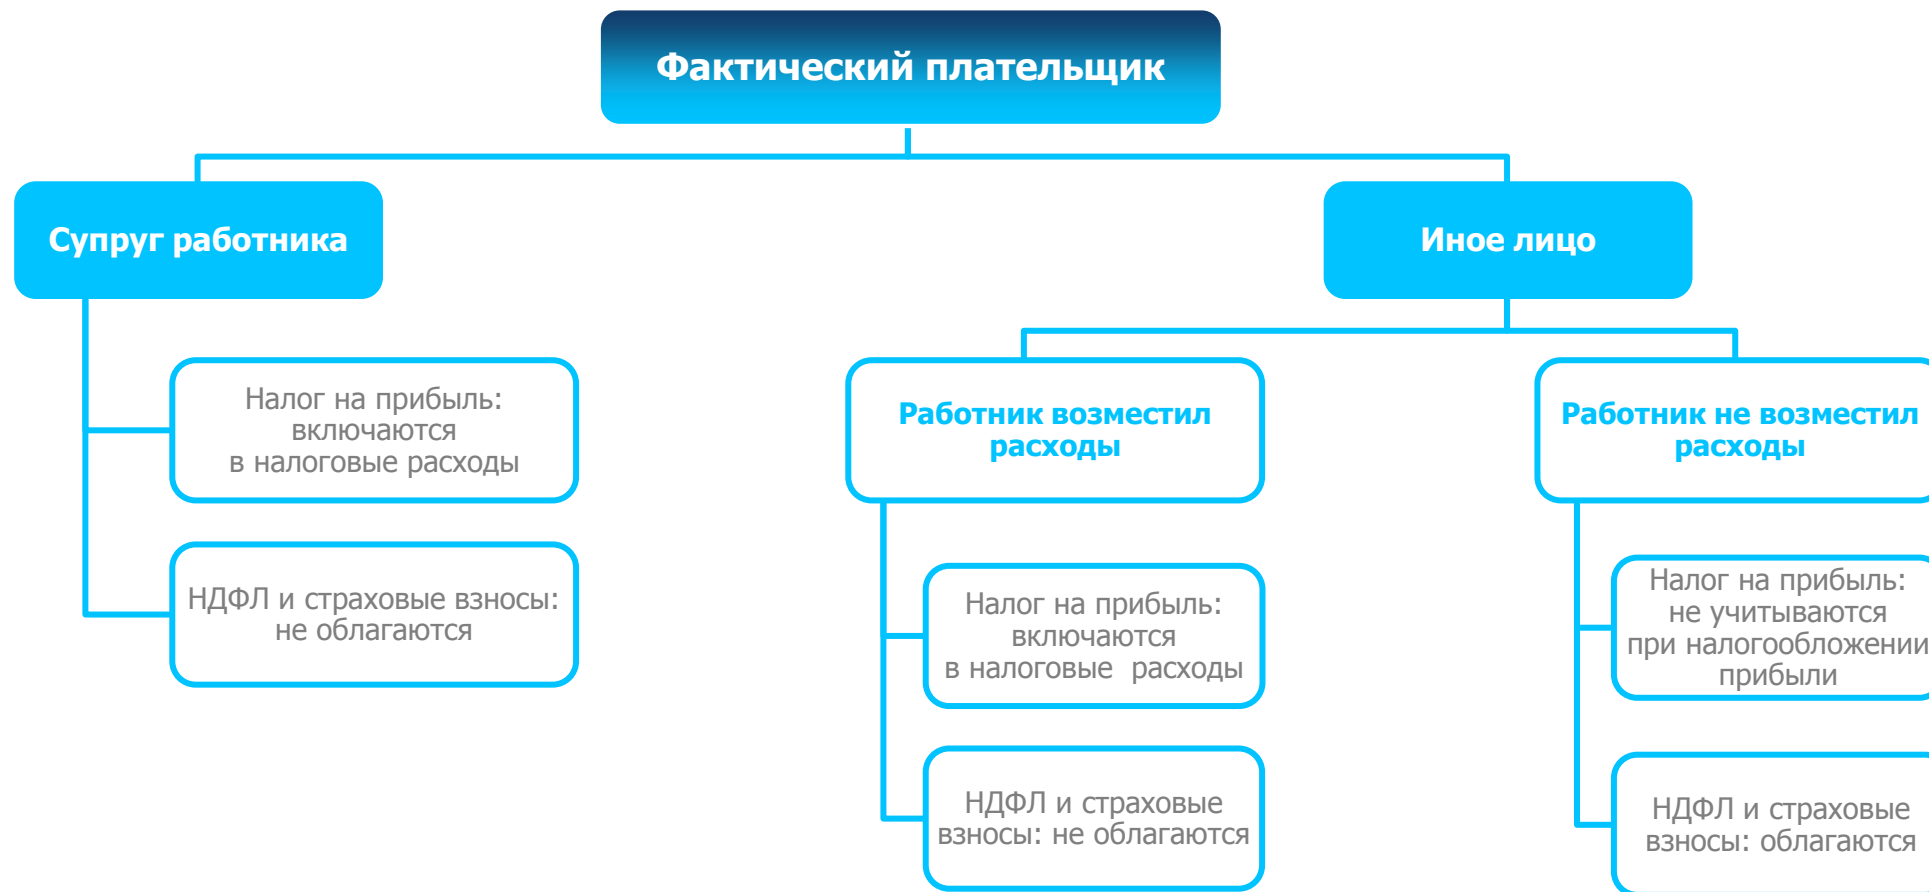 Фактический плательщик
Супруг работника
Иное лицо
Налог на прибыль:
включаются
в налоговые расходы
НДФЛ и страховые взносы:
не облагаются
Работник возместил
расходы
Налог на прибыль:
включаются
в налоговые расходы
НДФЛ и страховые
взносы: не облагаются
Работник не возместил
расходы
Налог на прибыль:
не учитываются
при налогообложении
прибыли
НДФЛ и страховые
взносы: облагаются